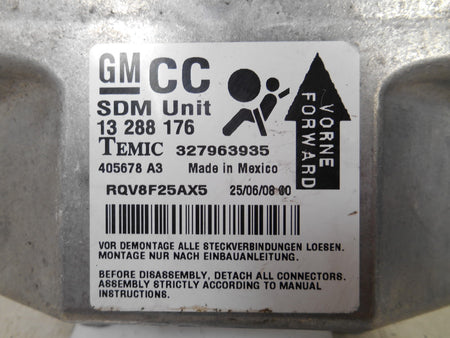 GM CC
SDM Unit
13 288 176
TEMIC 327963935
405678 A3 Made in Mexico
RQV8F25AX5 25/06/08 00
VORNE
FORWARD
VOR DEMONTAGE ALLE STECKVERBINDUNGEN LOESEN.
MONTAGE NUR NACH EINBAUANLEITUNG.
BEFORE DISASSEMBLY, DETACH ALL CONNECTORS.
ASSEMBLY STRICTLY ACCORDING TO MANUAL
INSTRUCTIONS.